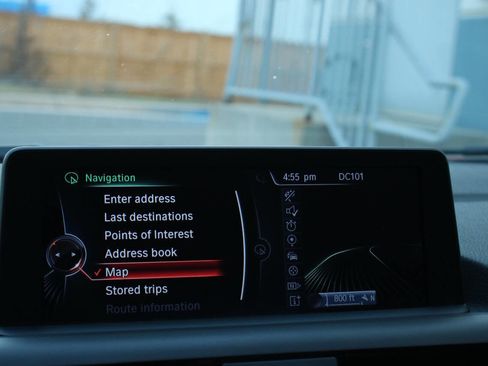 Navigation
4:55 pm DC101
Enter address
Last destinations
Points of Interest
Address book
Map
Stored trips
Route information
800 ft N